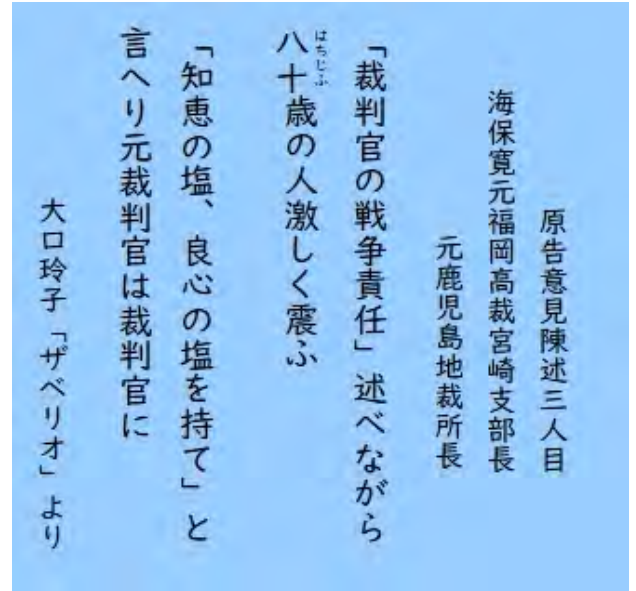 原告意見陳述三人目
海保寛元福岡高裁宮崎支部長
元鹿児島地裁所長
「裁判官の戦争責任」述べながら
八十歳の人激しく震ふ
はちじふ
「知恵の塩、良心の塩を持て」と
言へり元裁判官は裁判官に
大口玲子「ザベリオ」より